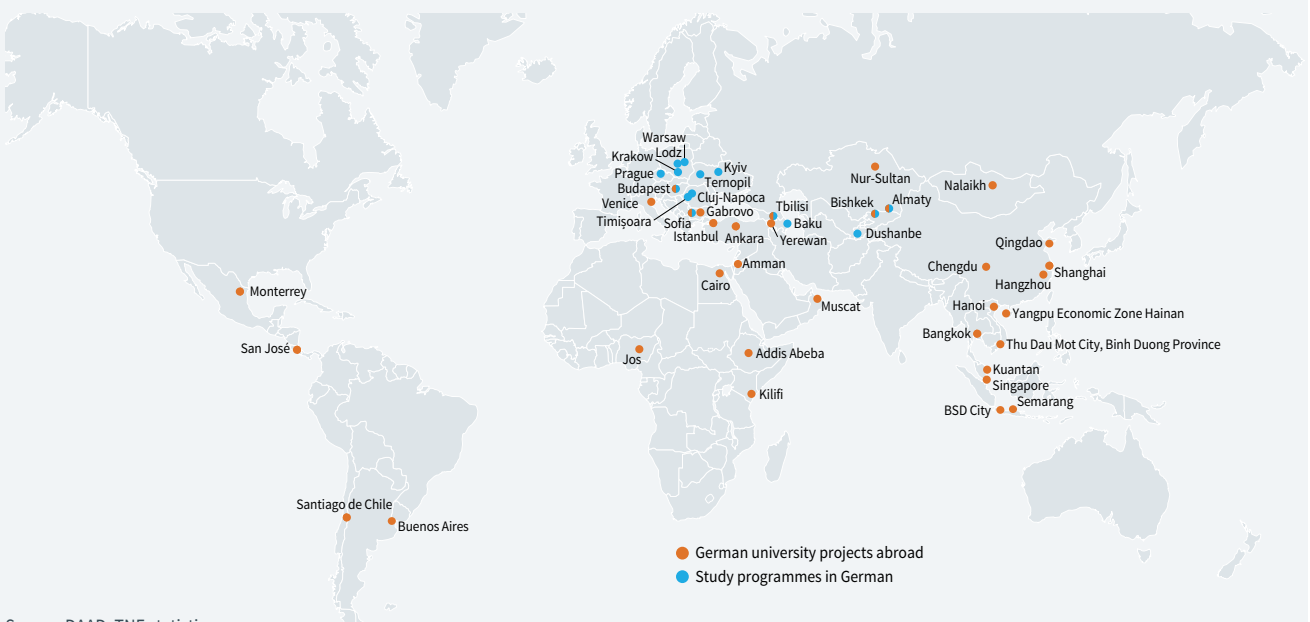 Warsaw
Lodz
Krakow
Prague
Kyiv
Ternopil
Budapest
Cluj-Napoca
Venice
Gabrovo
Timişoara
Sofia
Istanbul
Ankara
Tbilisi
Baku
Yerewan
Nur-Sultan
Bishkek
Almaty
Dushanbe
Nalaikh
Qingdao
Chengdu
Shanghai
Hangzhou
Amman
Cairo
Muscat
Monterrey
San José
Hanoi
Yangpu Economic Zone Hainan
Bangkok
Thu Dau Mot City, Binh Duong Province
Jos
Addis Abeba
Kilifi
Kuantan
Singapore
Semarang
BSD City
Santiago de Chile
Buenos Aires
German university projects abroad
Study programmes in German